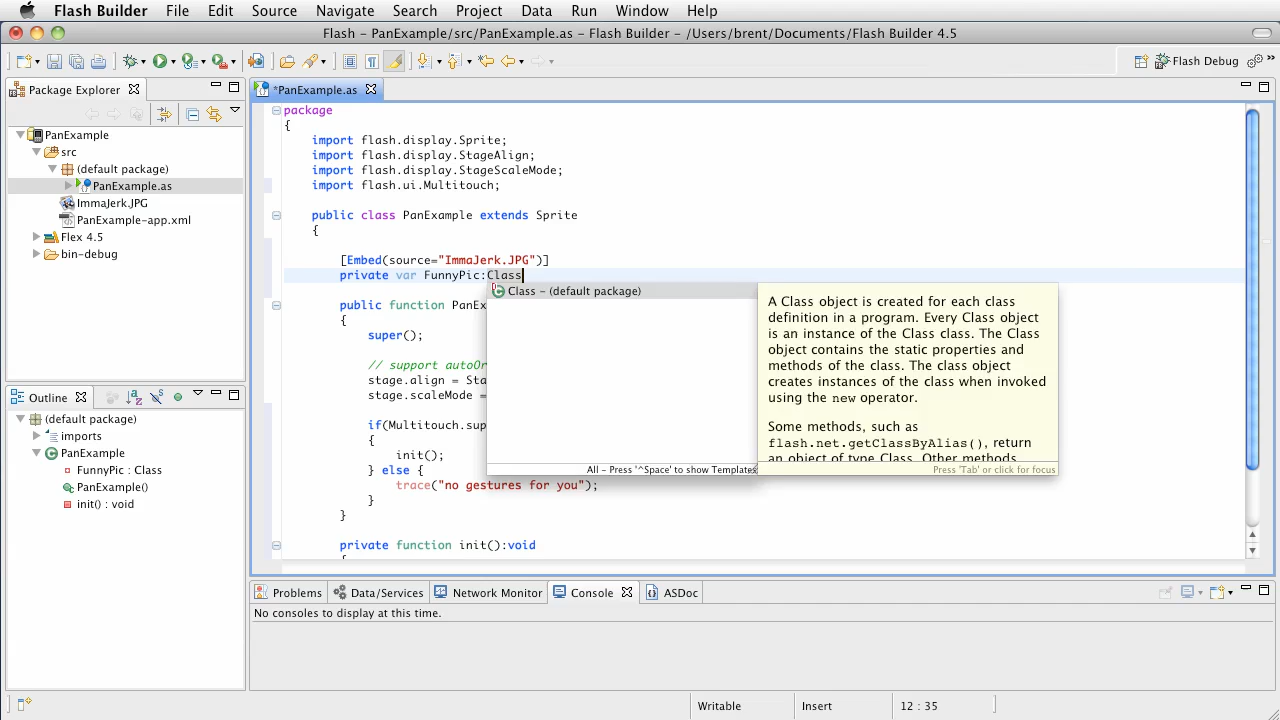 Flash Builder File Edit Source Navigate Search Project Data Run Window Help
Flash – PanExample/src/PanExample.as – Flash Builder – /Users/brent/Documents/Flash Builder 4.5
Flash Debug
Package Explorer
PanExample
src
(default package)
PanExample.as
ImmaJerk.JPG
PanExample-app.xml
Flex 4.5
bin-debug
*PanExample.as
package
{
import flash.display.Sprite;
import flash.display.StageAlign;
import flash.display.StageScaleMode;
import flash.ui.Multitouch;
public class PanExample extends Sprite
{
[Embed(source="ImmaJerk.JPG")]
private var FunnyPic:Class
public function PanEx
{
super();
// support autoOr
stage.align = Sta
stage.scaleMode =
if(Multitouch.sup
{
init();
} else {
trace("no gestures for you");
}
}
private function init():void
Class – (default package)
All – Press '^Space' to show Templates
A Class object is created for each class
definition in a program. Every Class object
is an instance of the Class class. The Class
object contains the static properties and
methods of the class. The class object
creates instances of the class when invoked
using the new operator.
Some methods, such as
flash.net.getClassByAlias(), return
an object of type Class. Other methods
Press 'Tab' or click for focus
Outline
(default package)
imports
PanExample
FunnyPic : Class
PanExample()
init() : void
Problems Data/Services Network Monitor Console ASDoc
No consoles to display at this time.
Writable Insert 12 : 35